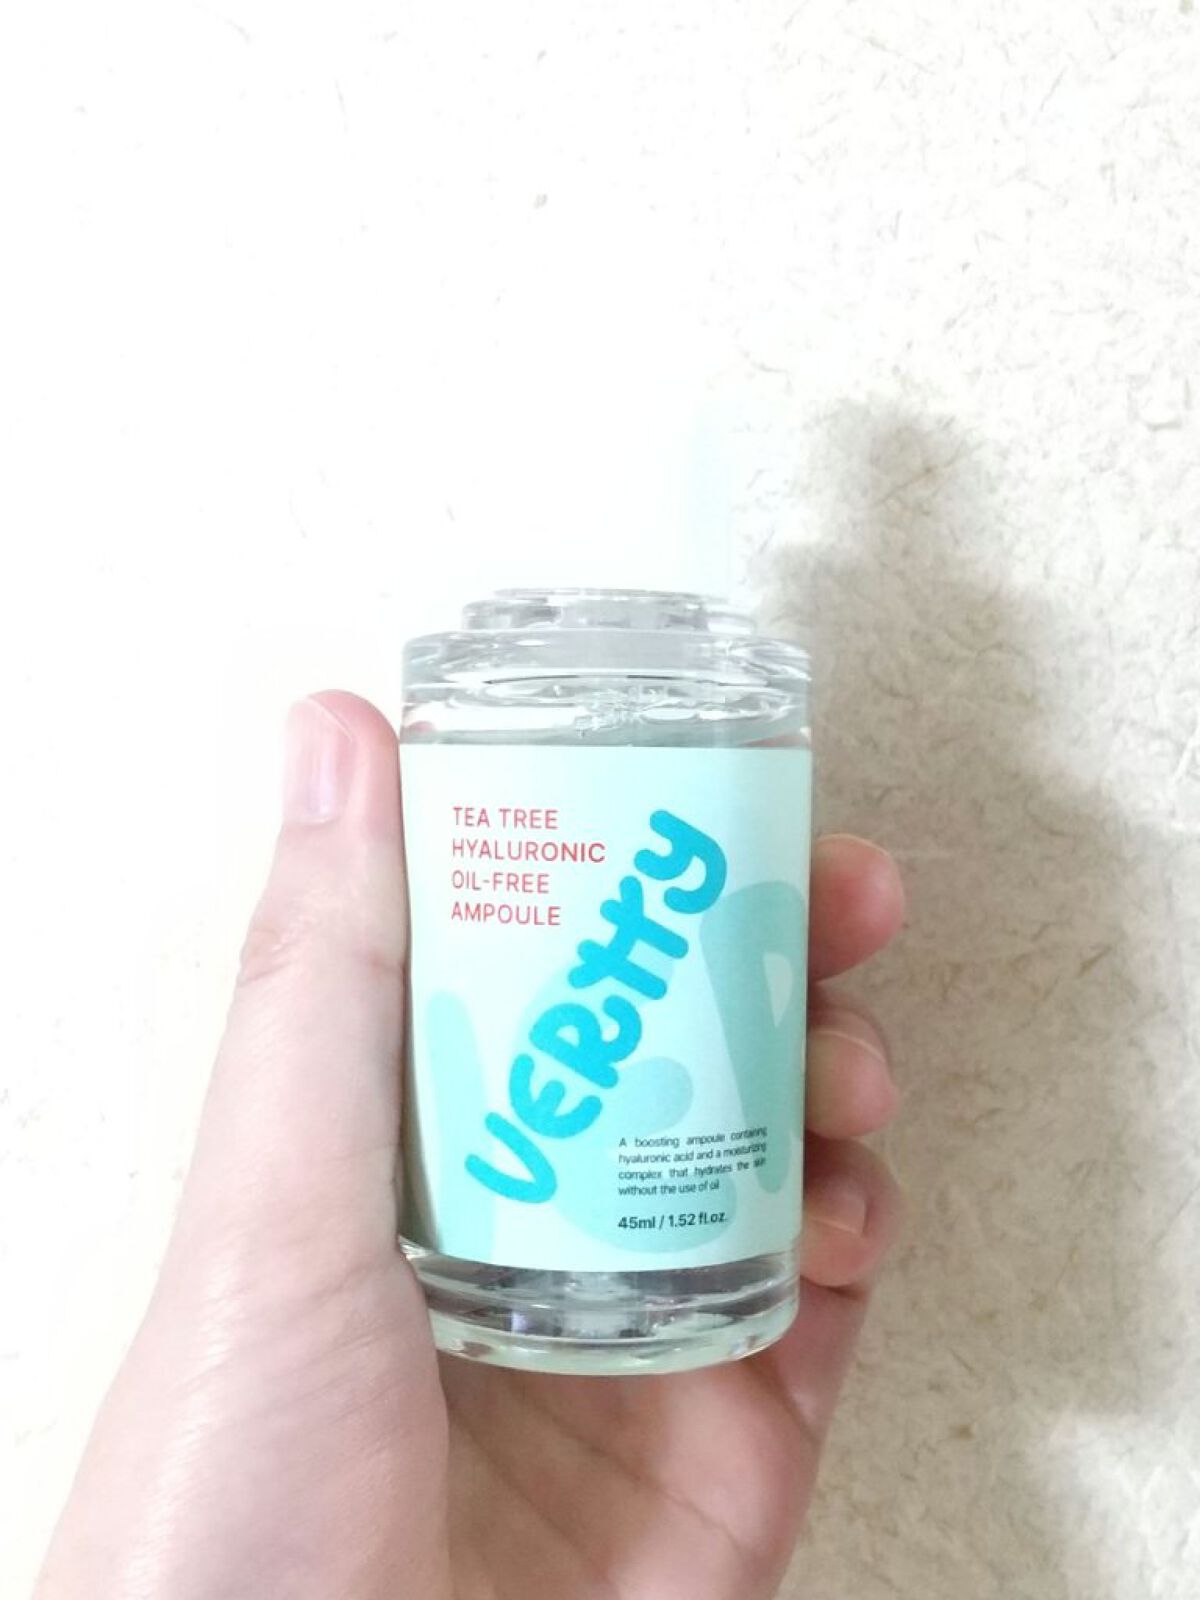 TEA TREE
HYALURONIC
OIL-FREE
AMPOULE
VERTTY
A boosting ampoule containing
hyaluronic acid and a moisturizing
complex that hydrates the skin
without the use of oil
45ml / 1.52 fl.oz.